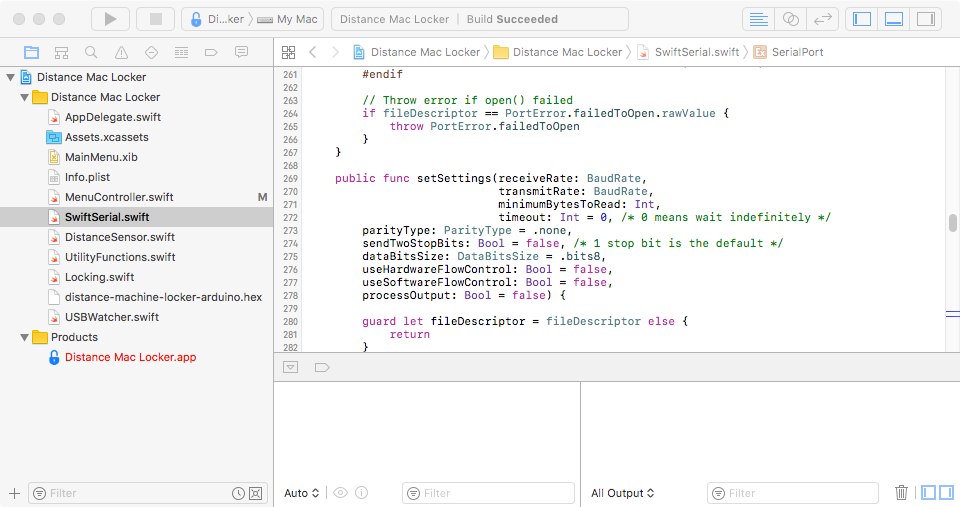 Di...ker 〉 My Mac
Distance Mac Locker | Build Succeeded
Distance Mac Locker 〉 Distance Mac Locker 〉 SwiftSerial.swift 〉 SerialPort
Distance Mac Locker
Distance Mac Locker
AppDelegate.swift
Assets.xcassets
MainMenu.xib
Info.plist
MenuController.swift M
SwiftSerial.swift
DistanceSensor.swift
UtilityFunctions.swift
Locking.swift
distance-machine-locker-arduino.hex
USBWatcher.swift
Products
Distance Mac Locker.app
Filter
261 #endif
262
263 // Throw error if open() failed
264 if fileDescriptor == PortError.failedToOpen.rawValue {
265 throw PortError.failedToOpen
266 }
267 }
268
269 public func setSettings(receiveRate: BaudRate,
270 transmitRate: BaudRate,
271 minimumBytesToRead: Int,
272 timeout: Int = 0, /* 0 means wait indefinitely */
273 parityType: ParityType = .none,
274 sendTwoStopBits: Bool = false, /* 1 stop bit is the default */
275 dataBitsSize: DataBitsSize = .bits8,
276 useHardwareFlowControl: Bool = false,
277 useSoftwareFlowControl: Bool = false,
278 processOutput: Bool = false) {
279
280 guard let fileDescriptor = fileDescriptor else {
281 return
282 }
Auto
Filter
All Output
Filter